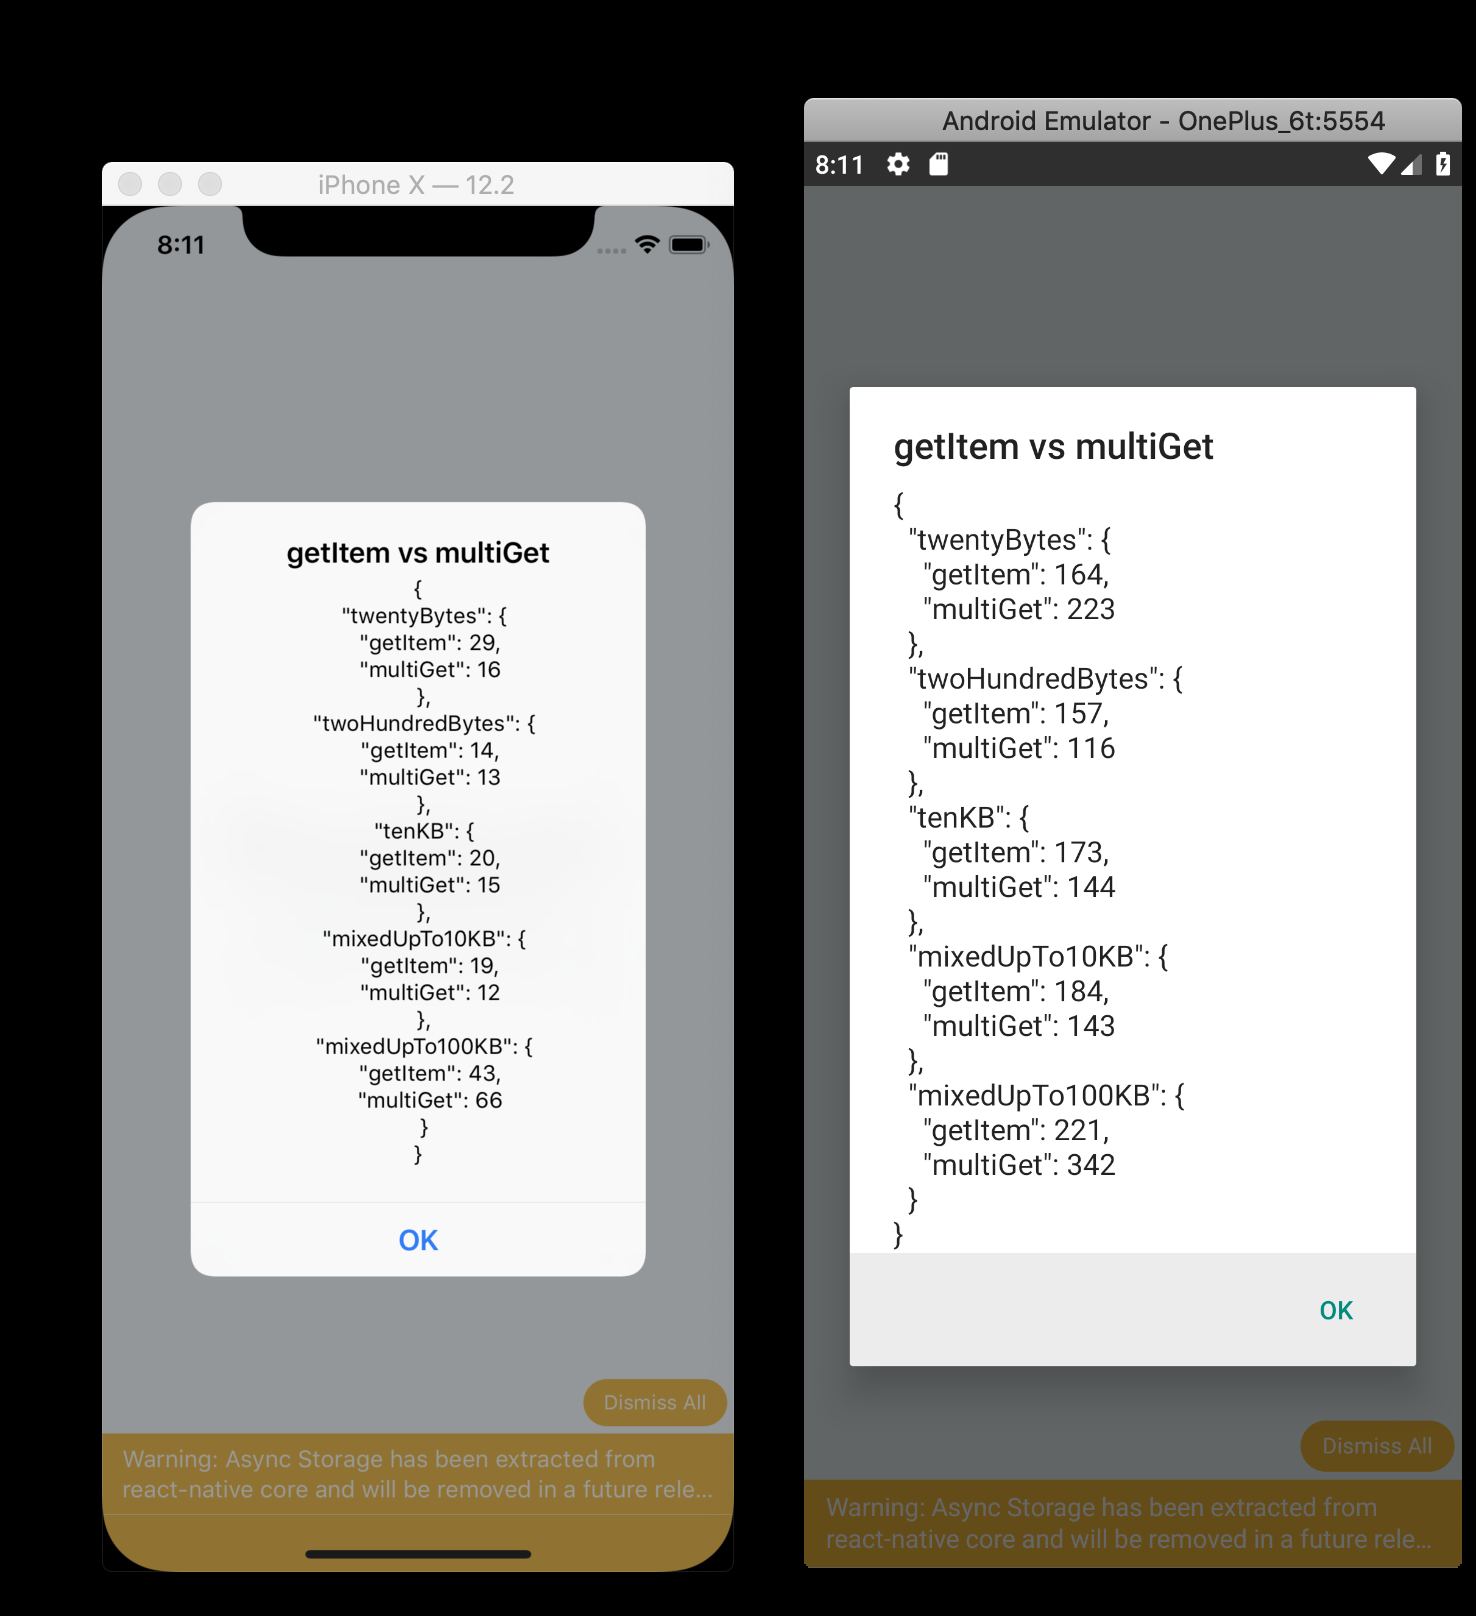 iPhone X — 12.2
8:11
getItem vs multiGet
{
"twentyBytes": {
"getItem": 29,
"multiGet": 16
},
"twoHundredBytes": {
"getItem": 14,
"multiGet": 13
},
"tenKB": {
"getItem": 20,
"multiGet": 15
},
"mixedUpTo10KB": {
"getItem": 19,
"multiGet": 12
},
"mixedUpTo100KB": {
"getItem": 43,
"multiGet": 66
}
}
OK
Dismiss All
Warning: Async Storage has been extracted from
react-native core and will be removed in a future rele...
Android Emulator - OnePlus_6t:5554
8:11
getItem vs multiGet
{
"twentyBytes": {
"getItem": 164,
"multiGet": 223
},
"twoHundredBytes": {
"getItem": 157,
"multiGet": 116
},
"tenKB": {
"getItem": 173,
"multiGet": 144
},
"mixedUpTo10KB": {
"getItem": 184,
"multiGet": 143
},
"mixedUpTo100KB": {
"getItem": 221,
"multiGet": 342
}
}
OK
Dismiss All
Warning: Async Storage has been extracted from
react-native core and will be removed in a future rele...